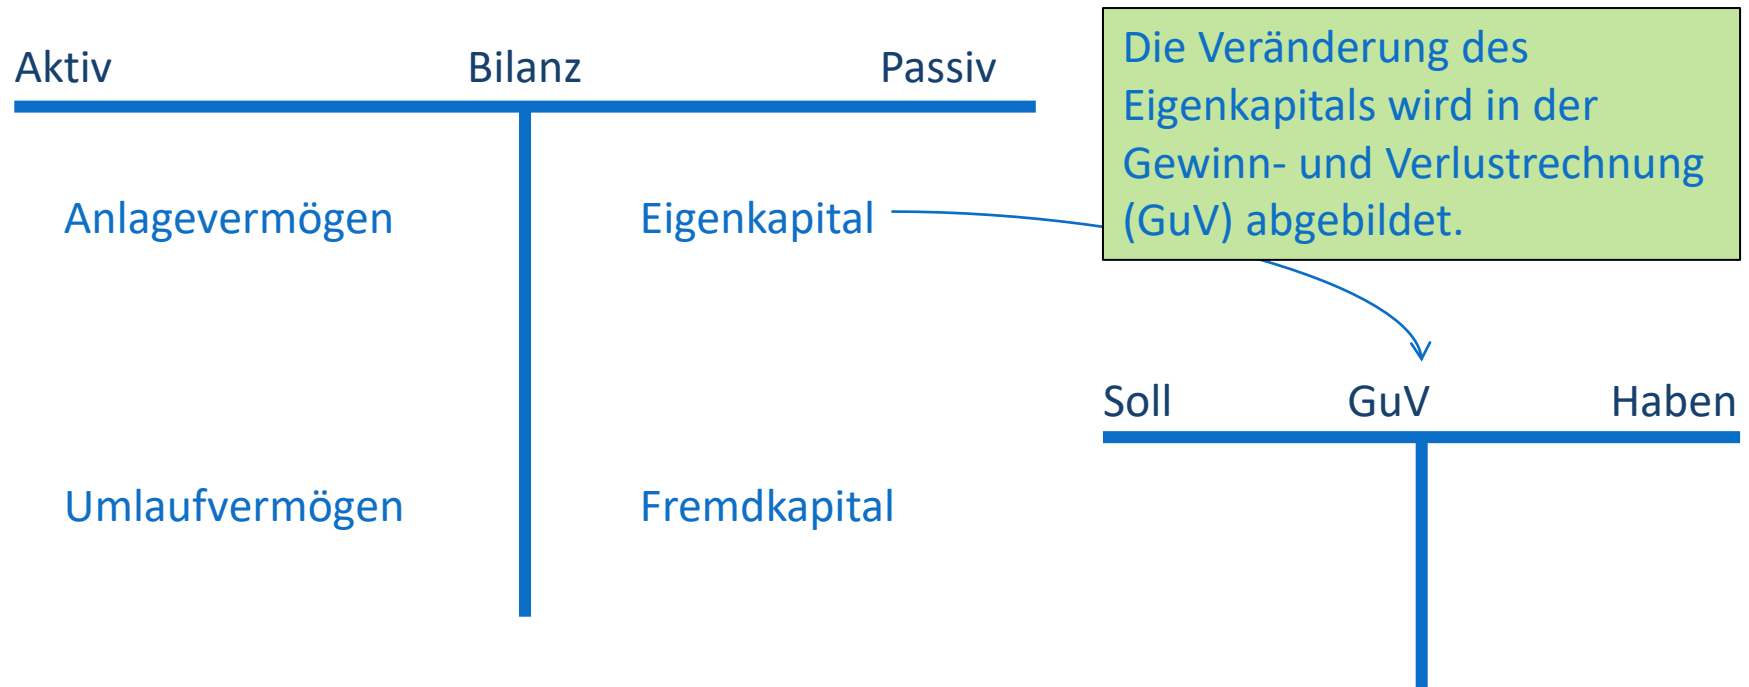 Aktiv Bilanz Passiv
Anlagevermögen Eigenkapital
Umlaufvermögen Fremdkapital
Die Veränderung des
Eigenkapitals wird in der
Gewinn- und Verlustrechnung
(GuV) abgebildet.
Soll GuV Haben